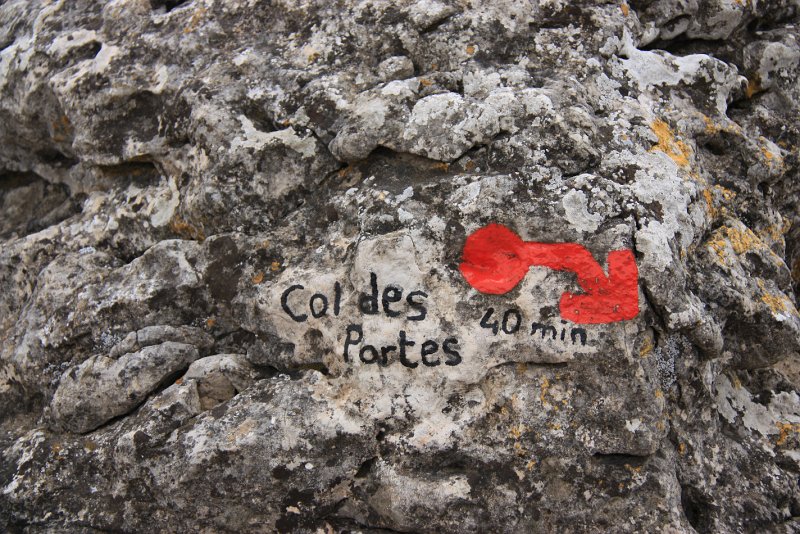 Col des
Portes
40 min